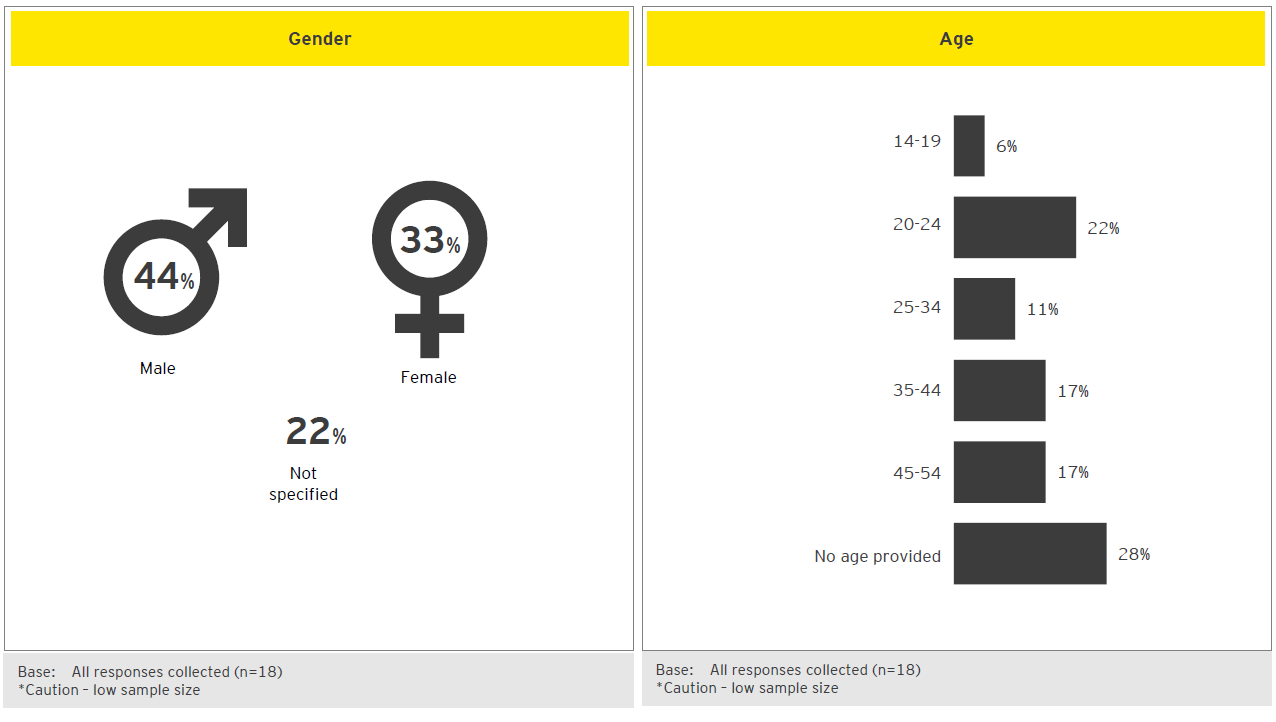 Gender
44%
Male
33%
Female
22%
Not
specified
Base: All responses collected (n=18)
*Caution – low sample size
Age
14-19 6%
20-24 22%
25-34 11%
35-44 17%
45-54 17%
No age provided 28%
Base: All responses collected (n=18)
*Caution – low sample size